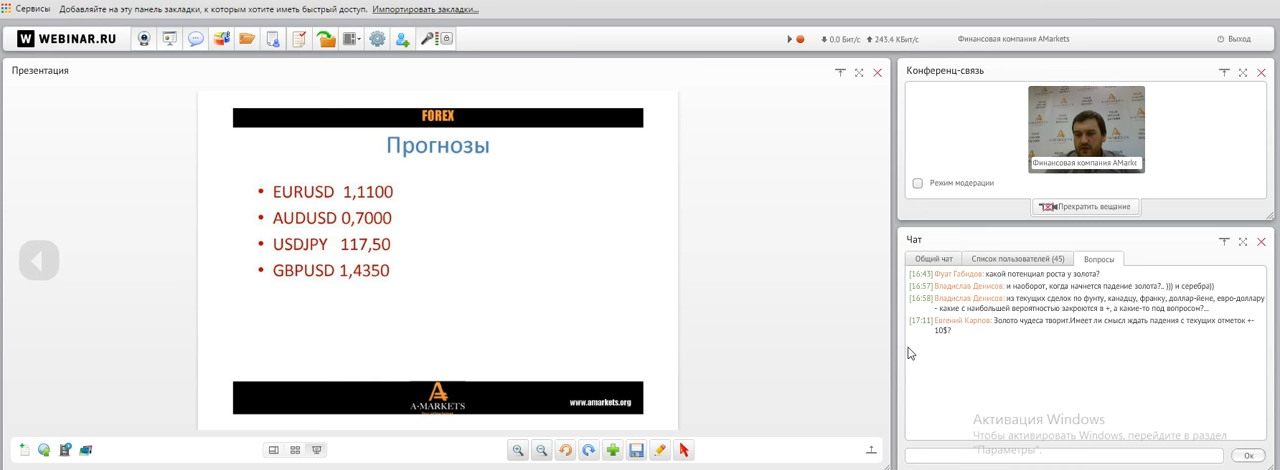 Сервисы Добавляйте на эту панель закладки, к которым хотите иметь быстрый доступ. Импортировать закладки...
W WEBINAR.RU 0.0 Бит/с 243.4 КБит/с Финансовая компания AMarkets Выход
Презентация
FOREX
Прогнозы
• EURUSD 1,1100
• AUDUSD 0,7000
• USDJPY 117,50
• GBPUSD 1,4350
A A·MARKETS
www.amarkets.org
Конференц-связь
Финансовая компания AMarke
Режим модерации
Прекратить вещание
Чат
Общий чат Список пользователей (45) Вопросы
[16:43] Фуат Габидов: какой потенциал роста у золота?
[16:57] Владислав Денисов: и наоборот, когда начнется падение золота?.. ))) и серебра))
[16:58] Владислав Денисов: из текущих сделок по фунту, канадцу, франку, доллар-йене, евро-доллару
- какие с наибольшей вероятностью закроются в +, а какие-то под вопросом?...
[17:11] Евгений Карпов: Золото чудеса творит.Имеет ли смысл ждать падения с текущих отметок +-
10$?
Активация Windows
Чтобы активировать Windows, перейдите в раздел
"Параметры".
Ок